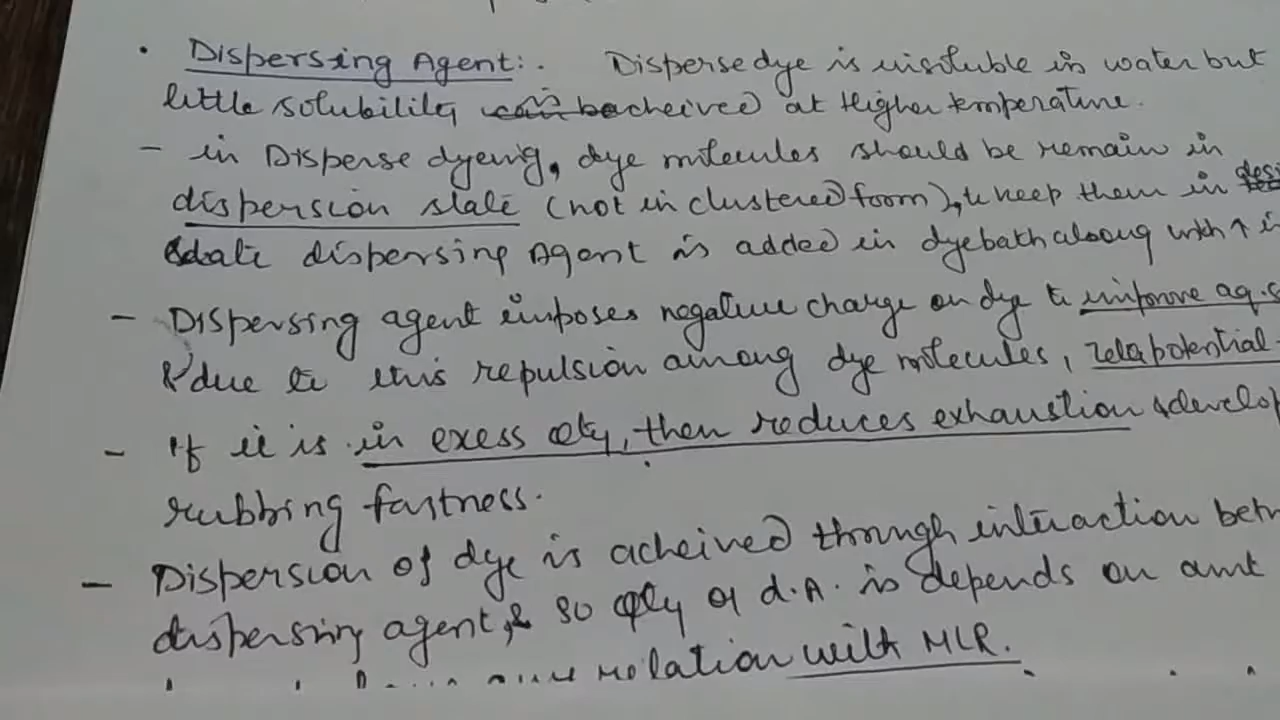 • Dispersing Agent:. Disperse dye is insoluble in water but
little solubility is acheived at Higher temperature.
- in Disperse dyeing, dye molecules should be remain in
dispersion state (not in clustered form), to keep them in
state dispersing Agent is added in dyebath aloung with ↑
- Dispersing agent imposes negative charge on dye to improve aq.
& due to this repulsion among dye molecules, zeta potential
- If it is in exess qty, then reduces exhaustion & develop
rubbing fastness.
- Dispersion of dye is acheived through interaction
dispersing agent, & so qty of d.A. is depends on amt
relation with MLR.